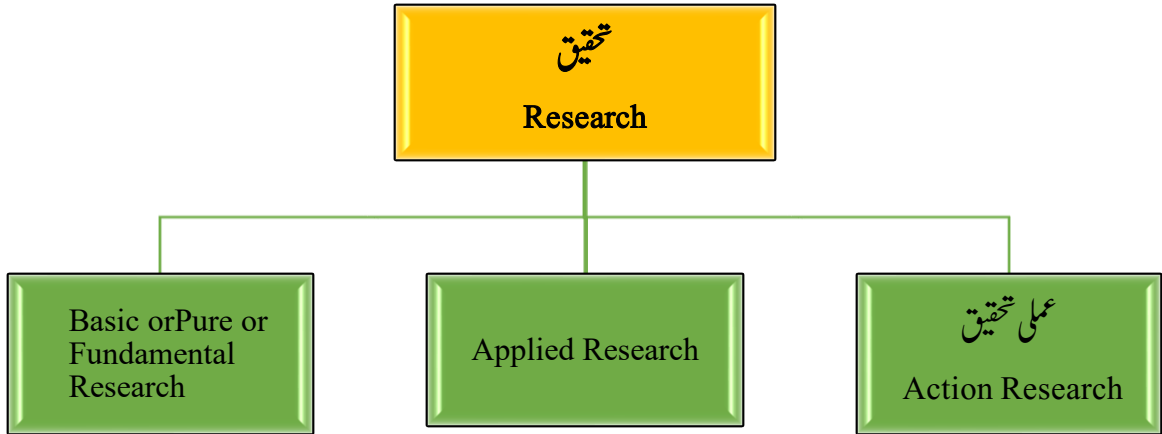 تحقیق
Research
Basic orPure or
Fundamental
Research
Applied Research
عملی تحقیق
Action Research